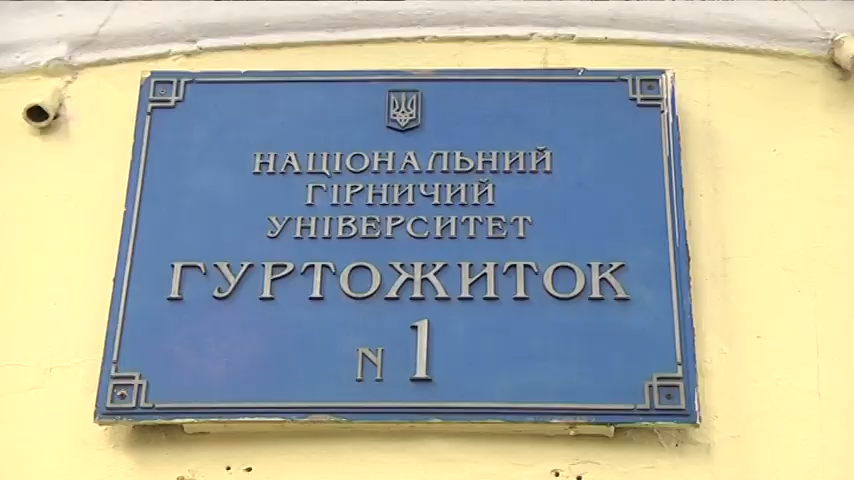 НАЦІОНАЛЬНИЙ
ГІРНИЧИЙ
УНІВЕРСИТЕТ
ГУРТОЖИТОК
N 1